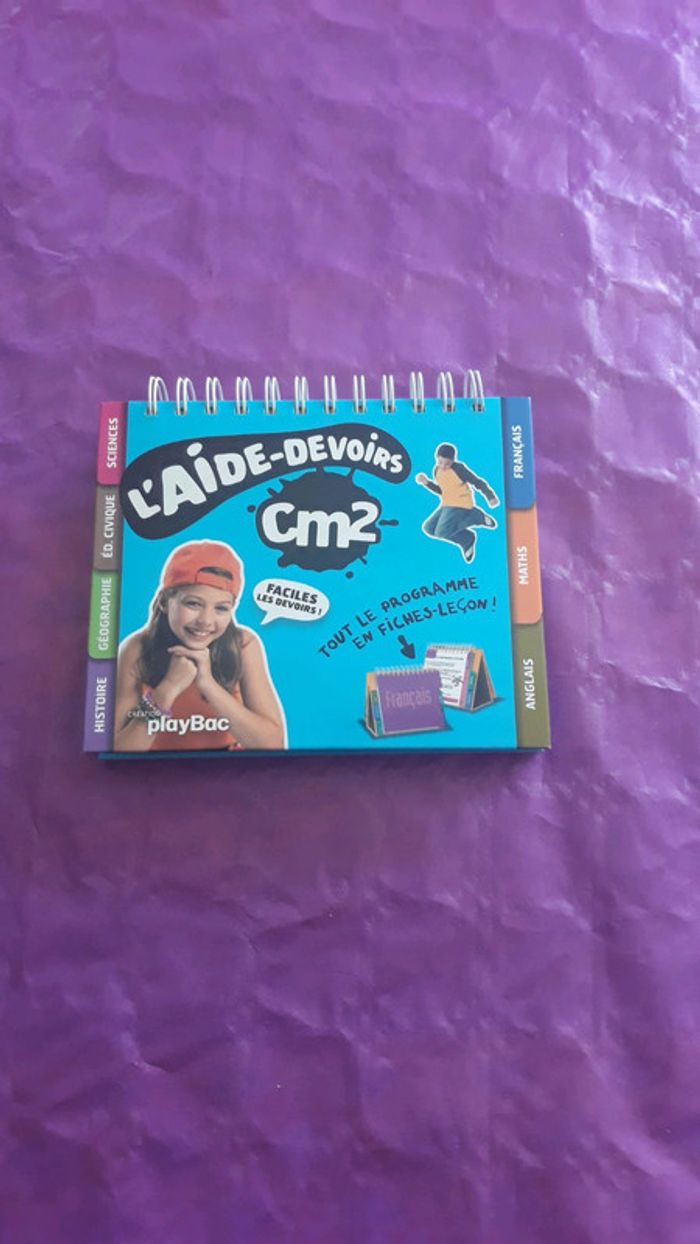 L'AIDE-DEVOIRS
Cm2
SCIENCES
ÉD. CIVIQUE
GÉOGRAPHIE
HISTOIRE
FRANÇAIS
MATHS
ANGLAIS
FACILES
LES DEVOIRS !
TOUT LE PROGRAMME
EN FICHES-LEÇON !
Français
playBac